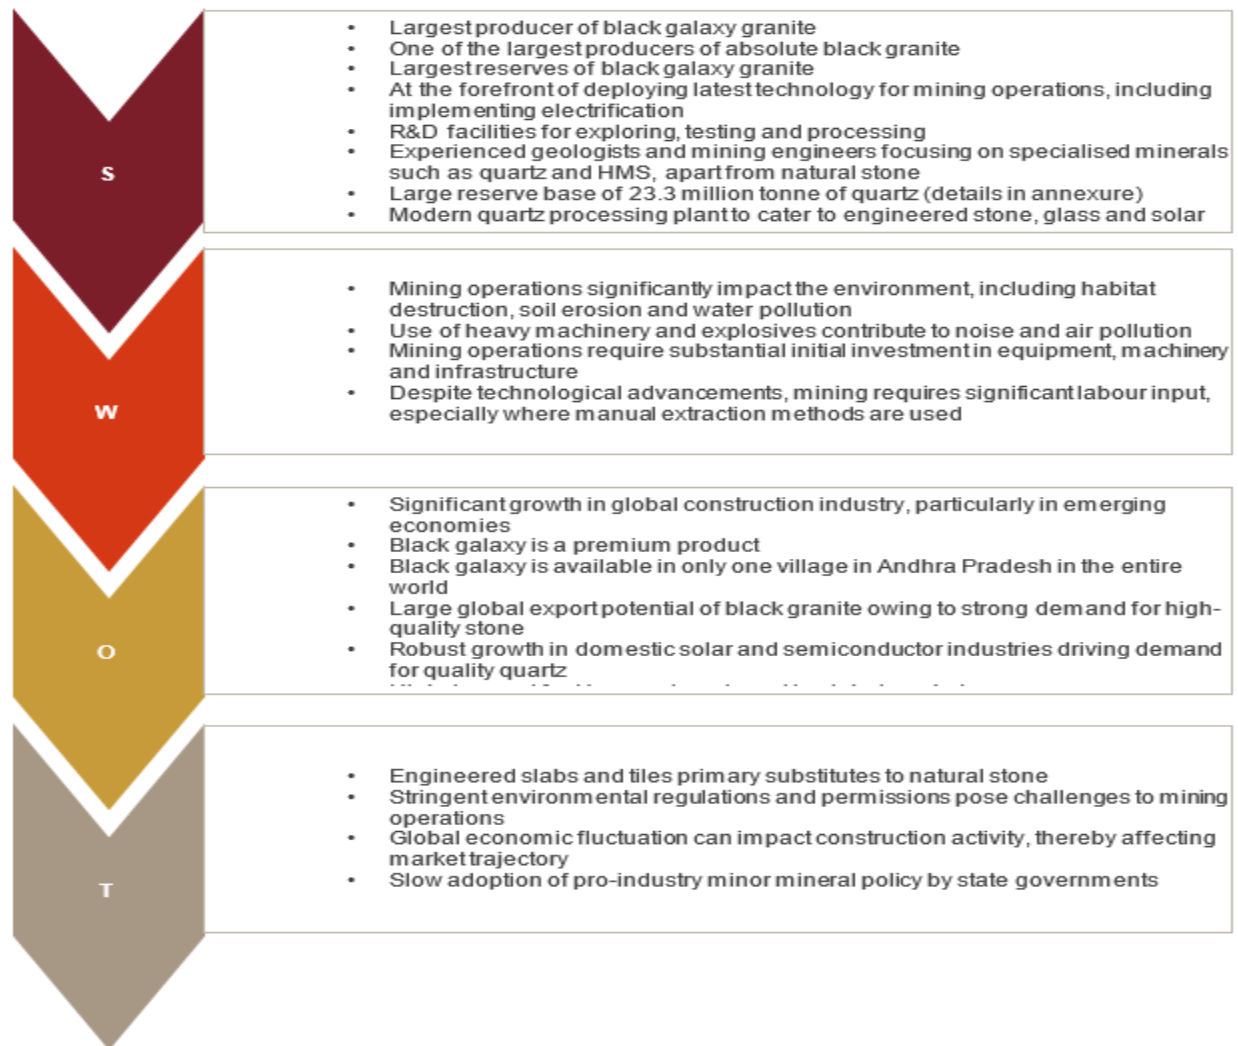 S
• Largest producer of black galaxy granite
• One of the largest producers of absolute black granite
• Largest reserves of black galaxy granite
• At the forefront of deploying latest technology for mining operations, including
implementing electrification
• R&D facilities for exploring, testing and processing
• Experienced geologists and mining engineers focusing on specialised minerals
such as quartz and HMS, apart from natural stone
• Large reserve base of 23.3 million tonne of quartz (details in annexure)
• Modern quartz processing plant to cater to engineered stone, glass and solar
W
• Mining operations significantly impact the environment, including habitat
destruction, soil erosion and water pollution
• Use of heavy machinery and explosives contribute to noise and air pollution
• Mining operations require substantial initial investment in equipment, machinery
and infrastructure
• Despite technological advancements, mining requires significant labour input,
especially where manual extraction methods are used
O
• Significant growth in global construction industry, particularly in emerging
economies
• Black galaxy is a premium product
• Black galaxy is available in only one village in Andhra Pradesh in the entire
world
• Large global export potential of black granite owing to strong demand for high-
quality stone
• Robust growth in domestic solar and semiconductor industries driving demand
for quality quartz
T
• Engineered slabs and tiles primary substitutes to natural stone
• Stringent environmental regulations and permissions pose challenges to mining
operations
• Global economic fluctuation can impact construction activity, thereby affecting
market trajectory
• Slow adoption of pro-industry minor mineral policy by state governments